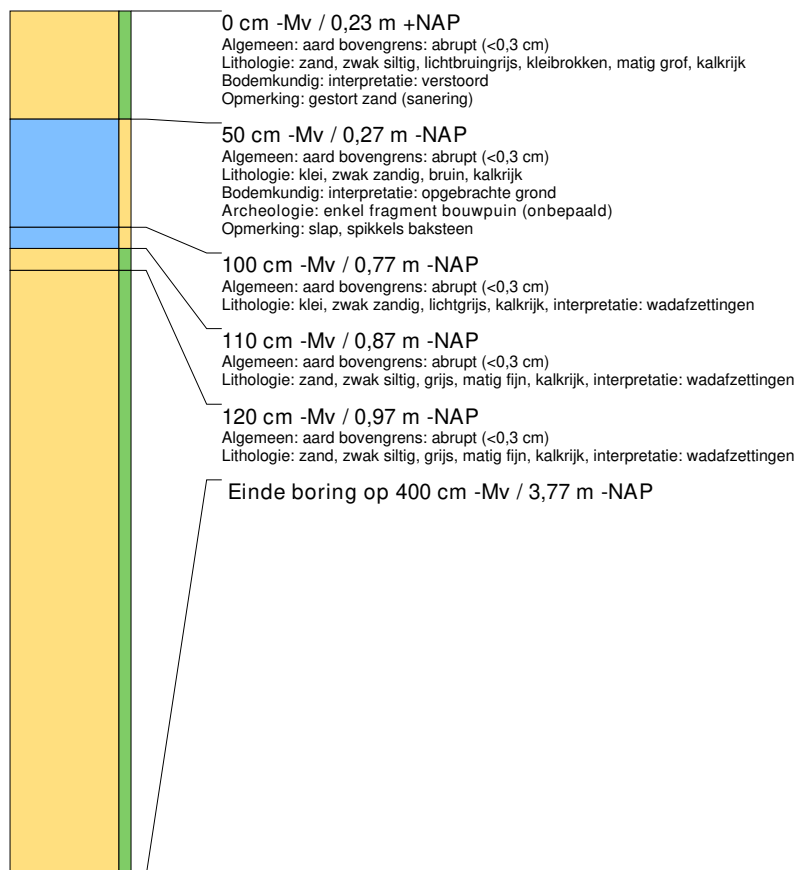 0 cm -Mv / 0,23 m +NAP
Algemeen: aard bovengrens: abrupt (<0,3 cm)
Lithologie: zand, zwak siltig, lichtbruingrijs, kleibrokken, matig grof, kalkrijk
Bodemkundig: interpretatie: verstoord
Opmerking: gestort zand (sanering)
50 cm -Mv / 0,27 m -NAP
Algemeen: aard bovengrens: abrupt (<0,3 cm)
Lithologie: klei, zwak zandig, bruin, kalkrijk
Bodemkundig: interpretatie: opgebrachte grond
Archeologie: enkel fragment bouwpuin (onbepaald)
Opmerking: slap, spikkels baksteen
100 cm -Mv / 0,77 m -NAP
Algemeen: aard bovengrens: abrupt (<0,3 cm)
Lithologie: klei, zwak zandig, lichtgrijs, kalkrijk, interpretatie: wadafzettingen
110 cm -Mv / 0,87 m -NAP
Algemeen: aard bovengrens: abrupt (<0,3 cm)
Lithologie: zand, zwak siltig, grijs, matig fijn, kalkrijk, interpretatie: wadafzettingen
120 cm -Mv / 0,97 m -NAP
Algemeen: aard bovengrens: abrupt (<0,3 cm)
Lithologie: zand, zwak siltig, grijs, matig fijn, kalkrijk, interpretatie: wadafzettingen
Einde boring op 400 cm -Mv / 3,77 m -NAP